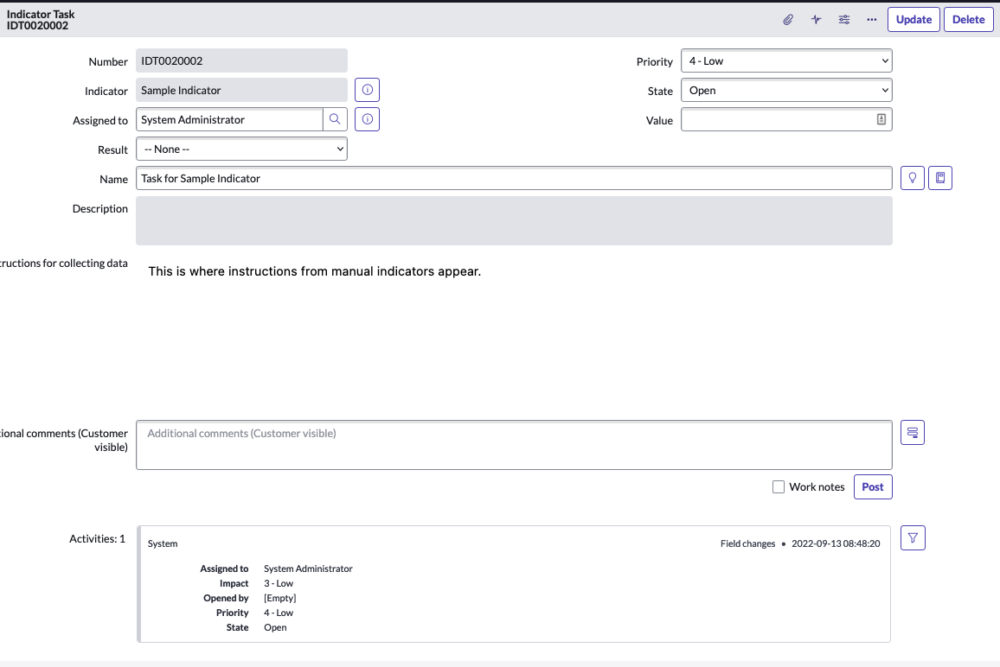 Indicator Task
IDT0020002
Update
Delete
Number
IDT0020002
Priority
4 - Low
Indicator
Sample Indicator
State
Open
Assigned to
System Administrator
Value
Result
-- None --
Name
Task for Sample Indicator
Description
tructions for collecting data
This is where instructions from manual indicators appear.
tional comments (Customer
visible)
Additional comments (Customer visible)
Work notes
Post
Activities: 1
System
Field changes • 2022-09-13 08:48:20
Assigned to System Administrator
Impact 3 - Low
Opened by [Empty]
Priority 4 - Low
State Open